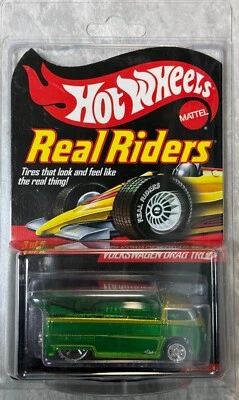 Hot Wheels
MATTEL
Real Riders
Tires that look and feel like
the real thing!
REAL RIDERS
VOLKSWAGEN DRAG TRUCK